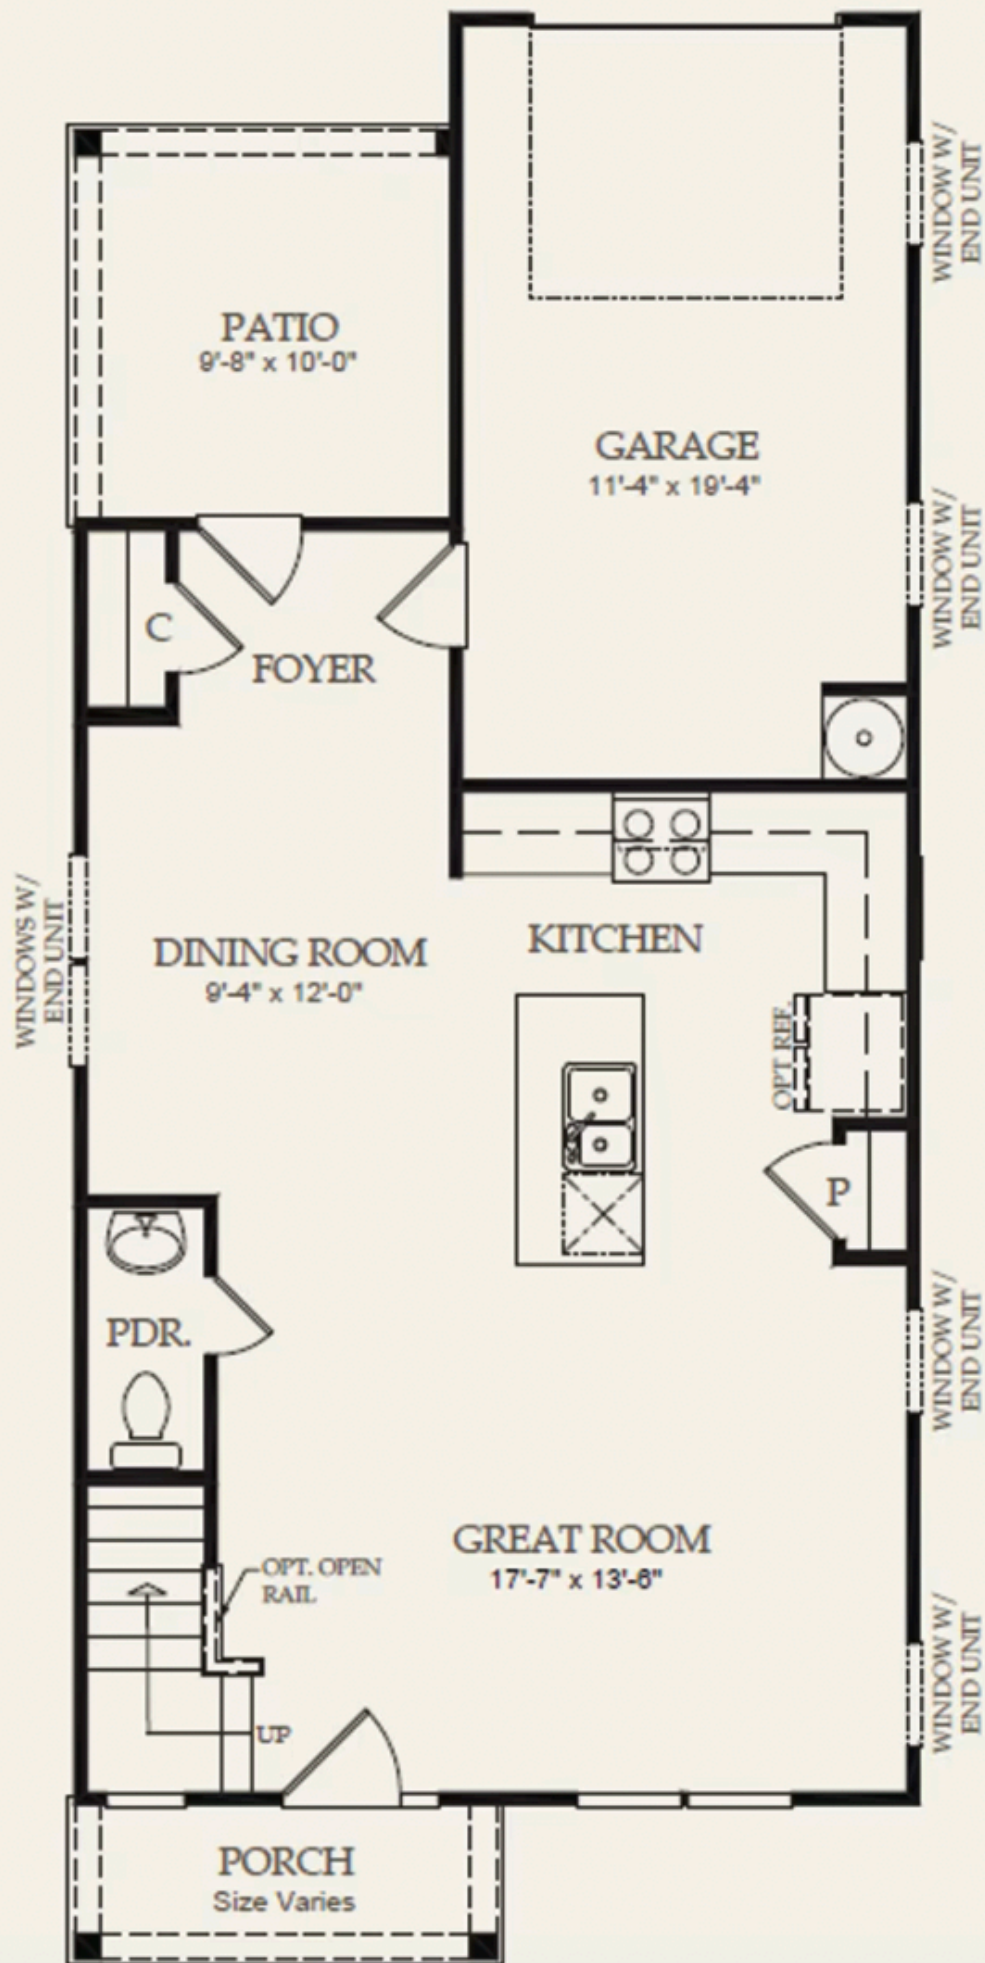 WINDOW W/
END UNIT
PATIO
9'-8" x 10'-0"
GARAGE
11'-4" x 19'-4"
WINDOW W/
END UNIT
C
FOYER
WINDOWS W/
END UNIT
DINING ROOM
9'-4" x 12'-0"
KITCHEN
OPT REF.
P
PDR.
WINDOW W/
END UNIT
GREAT ROOM
17'-7" x 13'-6"
OPT. OPEN
RAIL
WINDOW W/
END UNIT
UP
PORCH
Size Varies